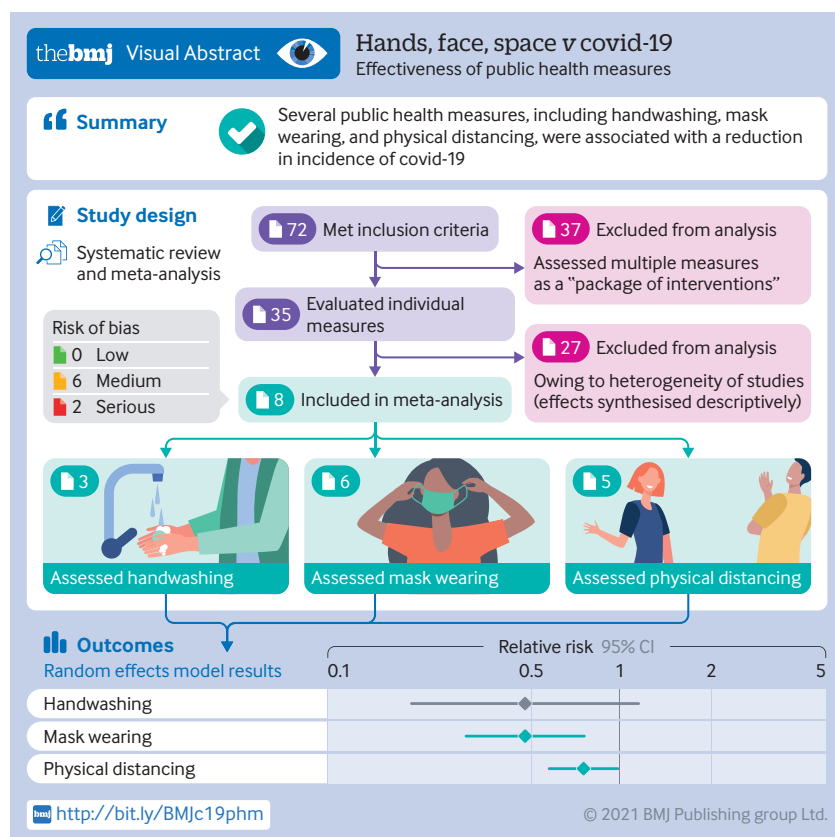 thebmj Visual Abstract
Hands, face, space v covid-19
Effectiveness of public health measures
Summary
Several public health measures, including handwashing, mask
wearing, and physical distancing, were associated with a reduction
in incidence of covid-19
Study design
Systematic review
and meta-analysis
72 Met inclusion criteria
37 Excluded from analysis
Assessed multiple measures
as a “package of interventions”
35 Evaluated individual
measures
27 Excluded from analysis
Owing to heterogeneity of studies
(effects synthesised descriptively)
Risk of bias
0 Low
6 Medium
2 Serious
8 Included in meta-analysis
3
Assessed handwashing
6
Assessed mask wearing
5
Assessed physical distancing
Outcomes
Random effects model results
Relative risk 95% CI
0.1 0.5 1 2 5
Handwashing
Mask wearing
Physical distancing
bmj http://bit.ly/BMJc19phm
© 2021 BMJ Publishing group Ltd.